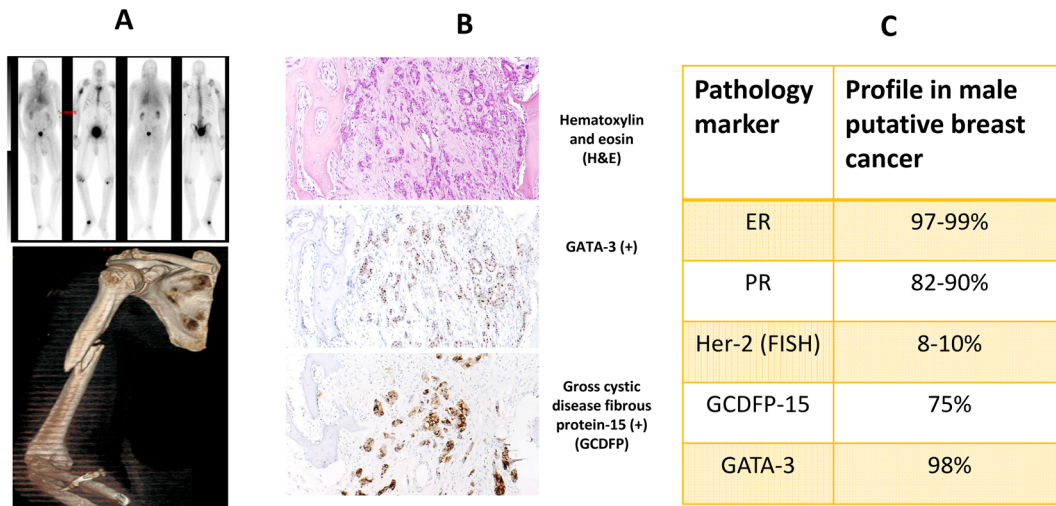 A
B
C
Hematoxylin
and eosin
(H&E)
GATA-3 (+)
Gross cystic
disease fibrous
protein-15 (+)
(GCDFP)
Pathology
marker
Profile in male
putative breast
cancer
ER
97-99%
PR
82-90%
Her-2 (FISH)
8-10%
GCDFP-15
75%
GATA-3
98%